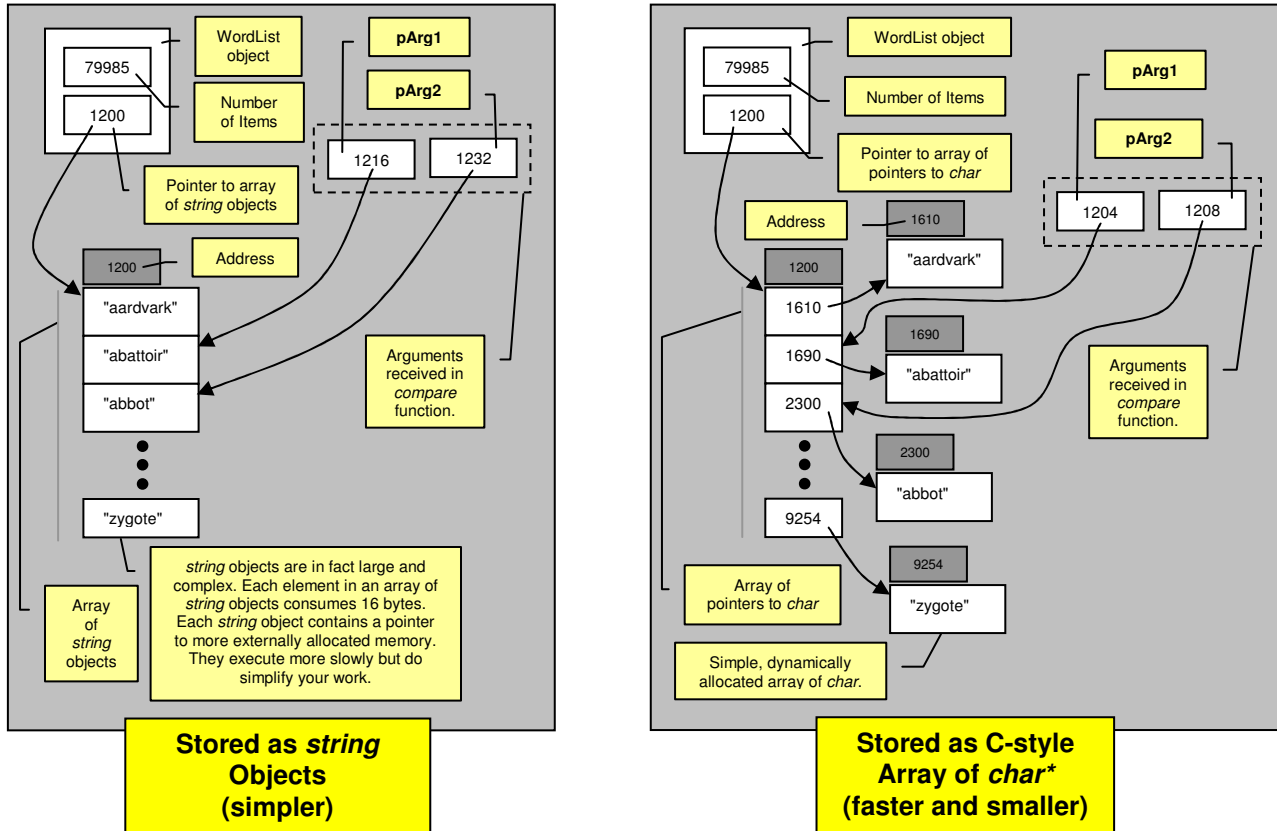 WordList
object
pArg1
79985
pArg2
Number
of Items
1200
1216
1232
Pointer to array
of string objects
1200
Address
"aardvark"
"abattoir"
"abbot"
Arguments
received in
compare
function.
"zygote"
string objects are in fact large and
complex. Each element in an array of
string objects consumes 16 bytes.
Each string object contains a pointer
to more externally allocated memory.
They execute more slowly but do
simplify your work.
Array
of
string
objects
Stored as string
Objects
(simpler)
WordList object
79985
pArg1
Number of Items
1200
pArg2
Pointer to array of
pointers to char
1204
1208
Address
1610
1200
"aardvark"
1610
1690
1690
"abattoir"
2300
Arguments
received in
compare
function.
2300
"abbot"
9254
9254
Array of
pointers to char
"zygote"
Simple, dynamically
allocated array of char.
Stored as C-style
Array of char*
(faster and smaller)